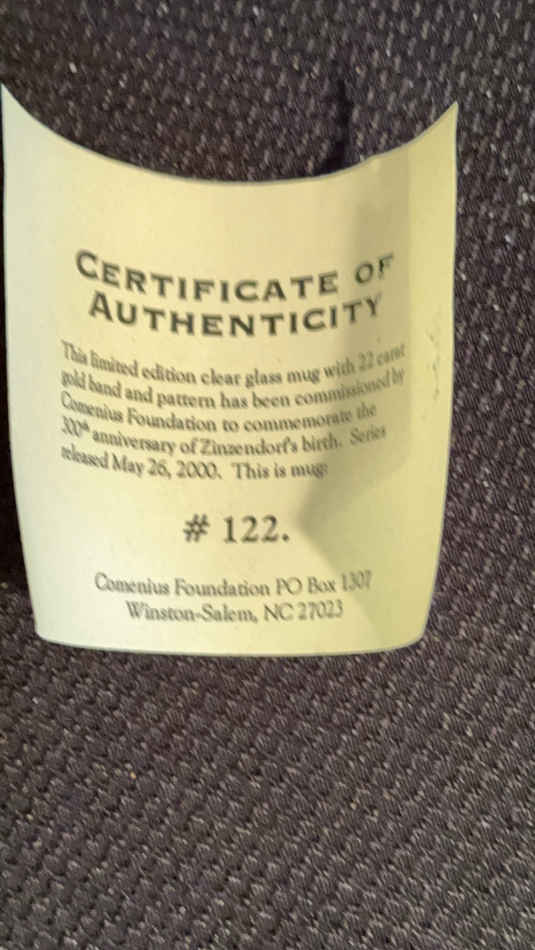 CERTIFICATE OF
AUTHENTICITY
This limited edition clear glass mug with 22 carat
gold band and pattern has been commissioned by
Comenius Foundation to commemorate the
300th anniversary of Zinzendorf's birth. Series
released May 26, 2000. This is mug:
# 122.
Comenius Foundation PO Box 1307
Winston-Salem, NC 27023